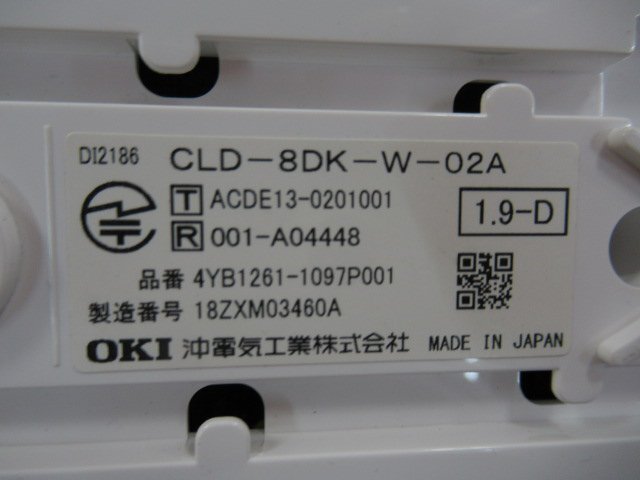 DI2186 CLD-8DK-W-02A
T ACDE13-0201001
R 001-A04448
1.9-D
品番 4YB1261-1097P001
製造番号 18ZXM03460A
OKI 沖電気工業株式会社 MADE IN JAPAN